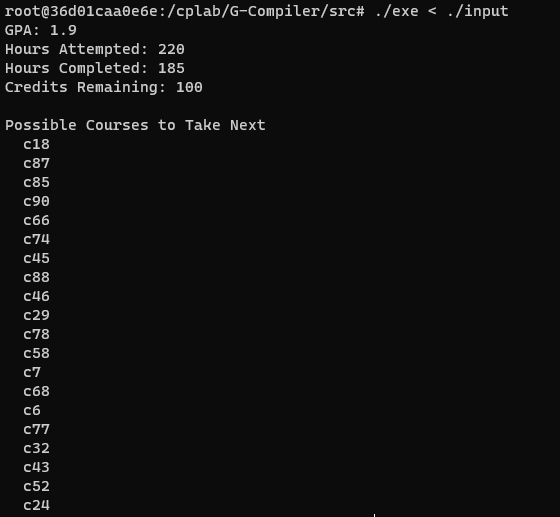 root@36d01caa0e6e:/cplab/G-Compiler/src# ./exe < ./input
GPA: 1.9
Hours Attempted: 220
Hours Completed: 185
Credits Remaining: 100

Possible Courses to Take Next
  c18
  c87
  c85
  c90
  c66
  c74
  c45
  c88
  c46
  c29
  c78
  c58
  c7
  c68
  c6
  c77
  c32
  c43
  c52
  c24